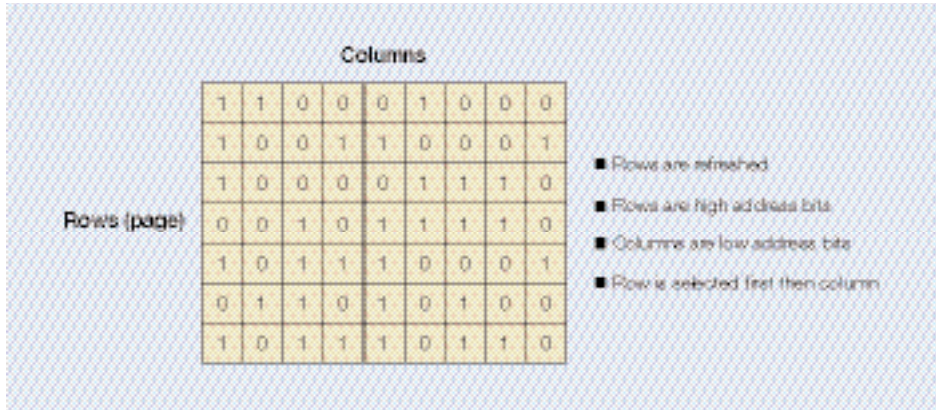 Columns
1 1 0 0 0 1 0 0 0
1 0 0 1 1 0 0 0 1
1 0 0 0 0 1 1 1 0
Rows (page)
0 0 1 0 1 1 1 1 0
1 0 1 1 1 0 0 0 1
0 1 1 0 1 0 1 0 0
1 0 1 1 1 0 1 1 0
■ Rows are refreshed
■ Rows are high address bits
■ Columns are low address bits
■ Row is selected first then column